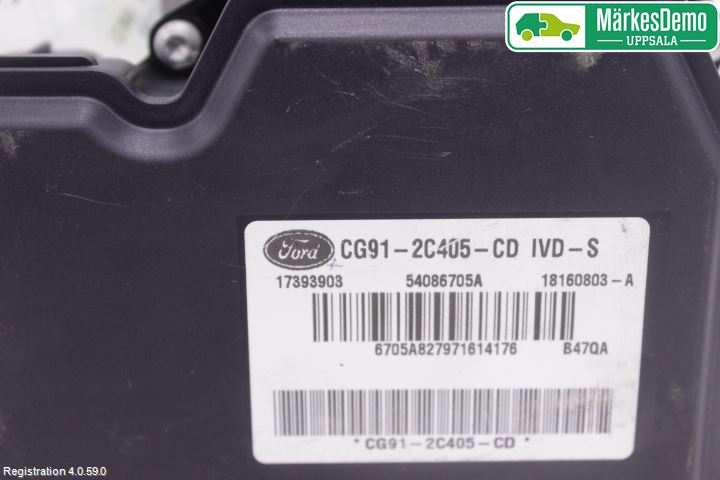 MärkesDemo
UPPSALA
Ford CG91-2C405-CD IVD-S
17393903 54086705A 18160803-A
6705A827971614176 B47QA
*CG91-2C405-CD*
Registration 4.0.59.0